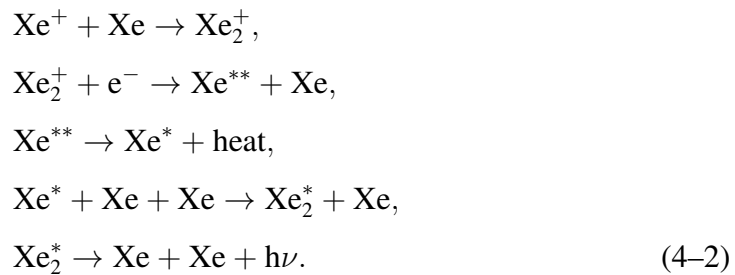 Xe⁺ + Xe → Xe₂⁺,
Xe₂⁺ + e⁻ → Xe** + Xe,
Xe** → Xe* + heat,
Xe* + Xe + Xe → Xe₂* + Xe,
Xe₂* → Xe + Xe + hν. (4–2)